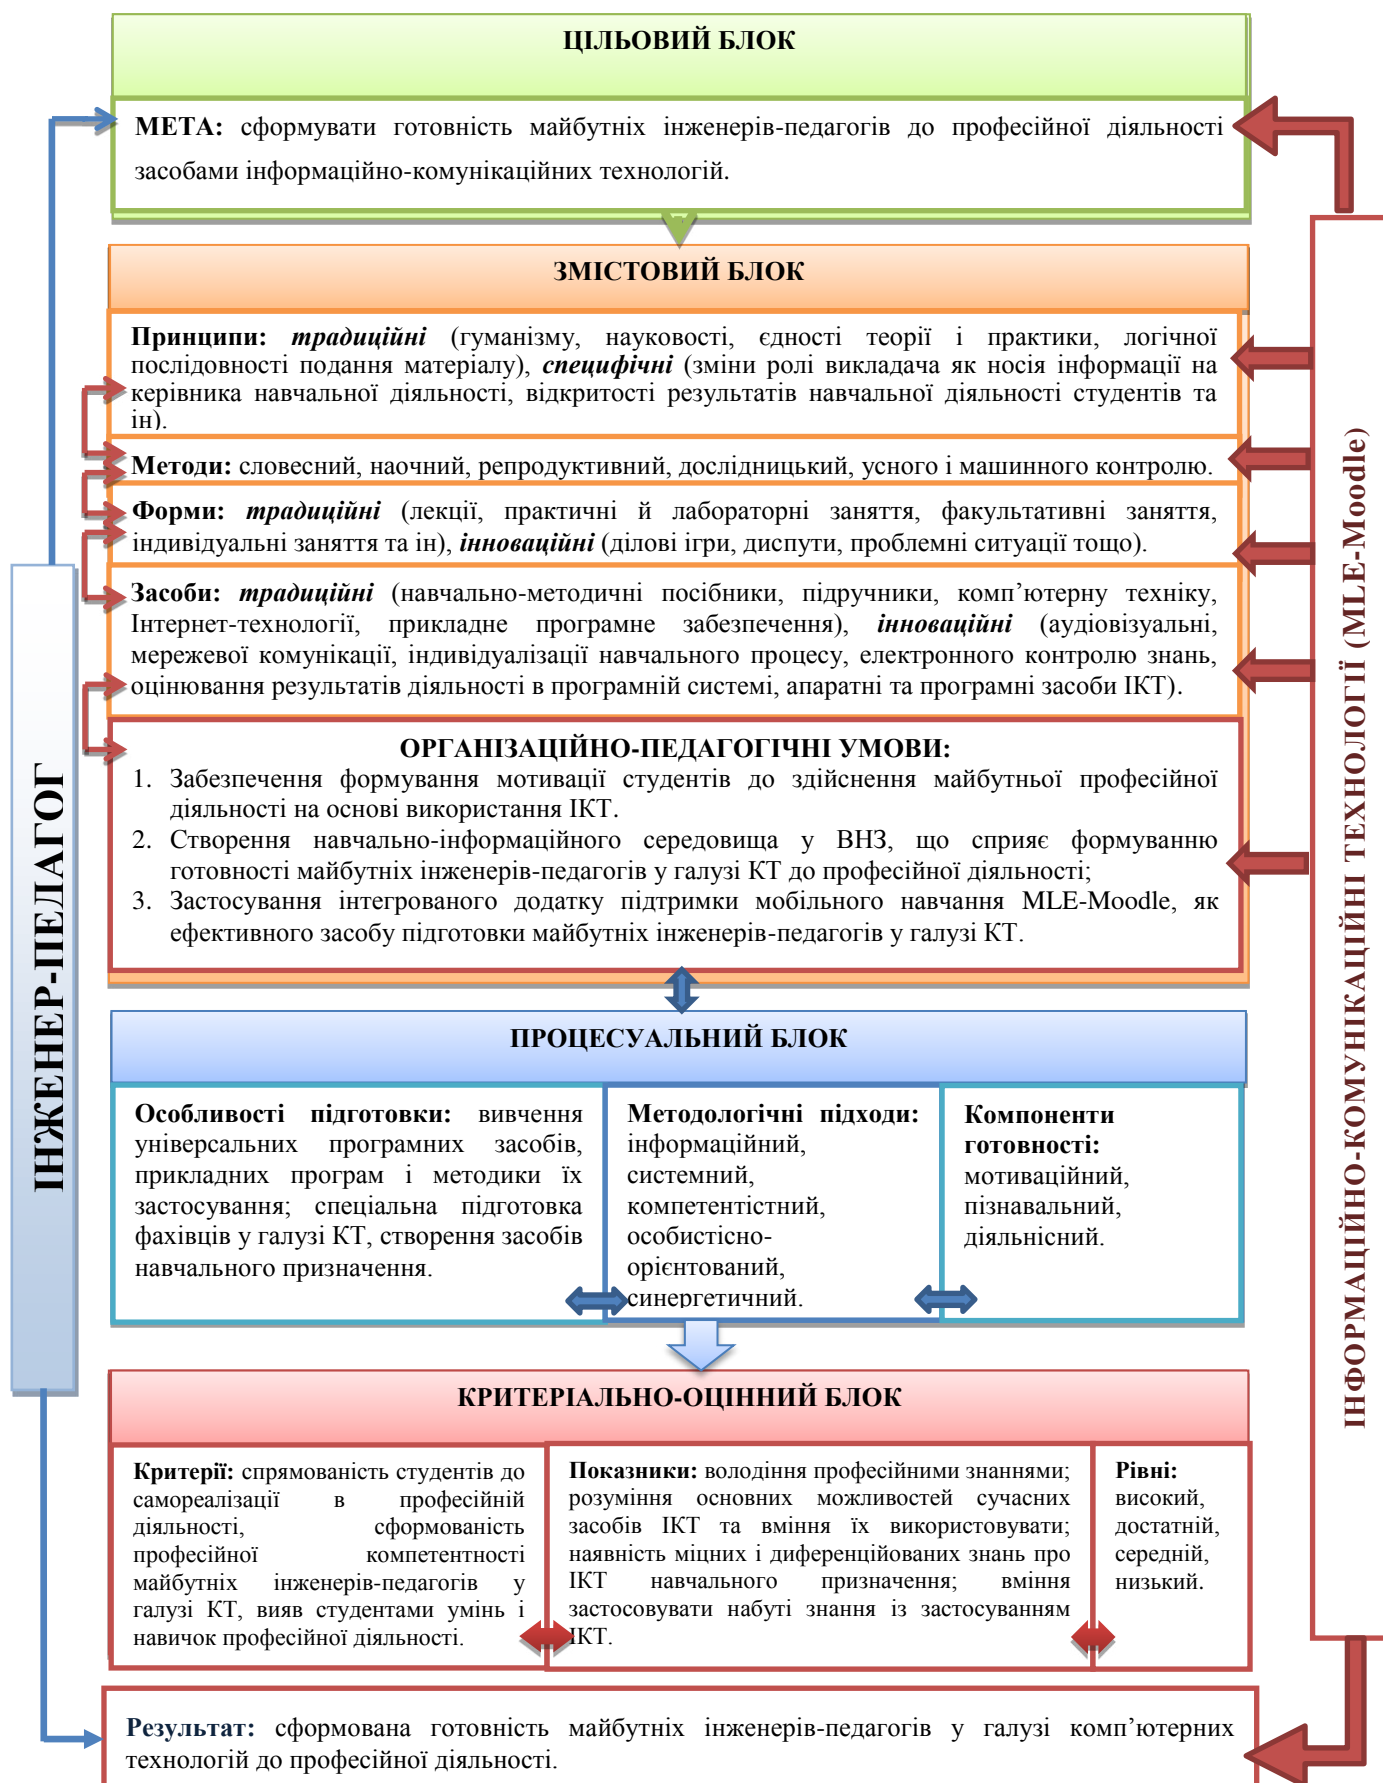 ЦІЛЬОВИЙ БЛОК
МЕТА: сформувати готовність майбутніх інженерів-педагогів до професійної діяльності
засобами інформаційно-комунікаційних технологій.
ЗМІСТОВИЙ БЛОК
Принципи: традиційні (гуманізму, науковості, єдності теорії і практики, логічної
послідовності подання матеріалу), специфічні (зміни ролі викладача як носія інформації на
керівника навчальної діяльності, відкритості результатів навчальної діяльності студентів та
ін).
Методи: словесний, наочний, репродуктивний, дослідницький, усного і машинного контролю.
Форми: традиційні (лекції, практичні й лабораторні заняття, факультативні заняття,
індивідуальні заняття та ін), інноваційні (ділові ігри, диспути, проблемні ситуації тощо).
Засоби: традиційні (навчально-методичні посібники, підручники, комп’ютерну техніку,
Інтернет-технології, прикладне програмне забезпечення), інноваційні (аудіовізуальні,
мережевої комунікації, індивідуалізації навчального процесу, електронного контролю знань,
оцінювання результатів діяльності в програмній системі, апаратні та програмні засоби ІКТ).
ОРГАНІЗАЦІЙНО-ПЕДАГОГІЧНІ УМОВИ:
1. Забезпечення формування мотивації студентів до здійснення майбутньої професійної
діяльності на основі використання ІКТ.
2. Створення навчально-інформаційного середовища у ВНЗ, що сприяє формуванню
готовності майбутніх інженерів-педагогів у галузі КТ до професійної діяльності;
3. Застосування інтегрованого додатку підтримки мобільного навчання MLE-Moodle, як
ефективного засобу підготовки майбутніх інженерів-педагогів у галузі КТ.
ІНЖЕНЕР-ПЕДАГОГ
ІНФОРМАЦІЙНО-КОМУНІКАЦІЙНІ ТЕХНОЛОГІЇ (MLE-Moodle)
ПРОЦЕСУАЛЬНИЙ БЛОК
Особливості підготовки: вивчення
універсальних програмних засобів,
прикладних програм і методики їх
застосування; спеціальна підготовка
фахівців у галузі КТ, створення засобів
навчального призначення.
Методологічні підходи:
інформаційний,
системний,
компетентістний,
особистісно-
орієнтований,
синергетичний.
Компоненти
готовності:
мотиваційний,
пізнавальний,
діяльнісний.
КРИТЕРІАЛЬНО-ОЦІННИЙ БЛОК
Критерії: спрямованість студентів до
самореалізації в професійній
діяльності, сформованість
професійної компетентності
майбутніх інженерів-педагогів у
галузі КТ, вияв студентами умінь і
навичок професійної діяльності.
Показники: володіння професійними знаннями;
розуміння основних можливостей сучасних
засобів ІКТ та вміння їх використовувати;
наявність міцних і диференційованих знань про
ІКТ навчального призначення; вміння
застосовувати набуті знання із застосуванням
ІКТ.
Рівні:
високий,
достатній,
середній,
низький.
Результат: сформована готовність майбутніх інженерів-педагогів у галузі комп’ютерних
технологій до професійної діяльності.